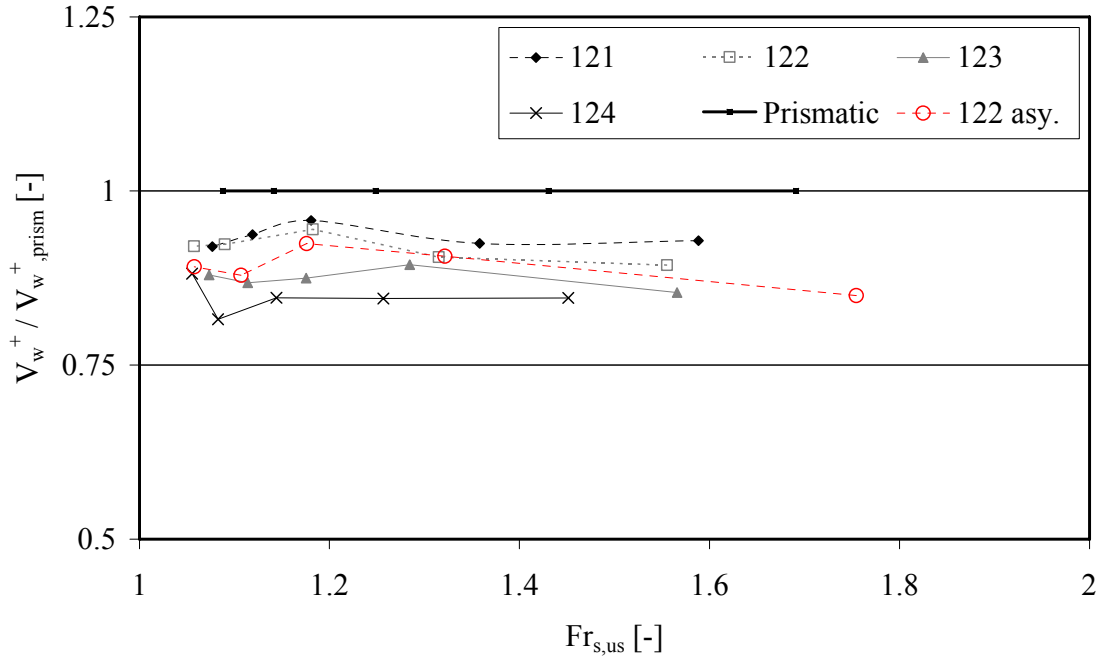 1.25
121 122 123
124 Prismatic 122 asy.
1
0.75
0.5
V_w^+ / V_w^+,prism [-]
1 1.2 1.4 1.6 1.8 2
Fr_s,us [-]